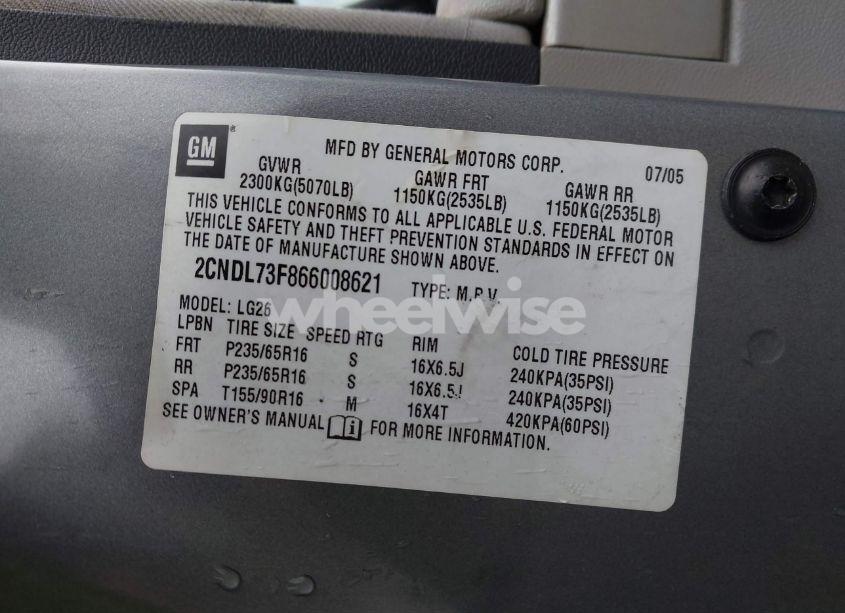 GM
MFD BY GENERAL MOTORS CORP. 07/05
GVWR GAWR FRT GAWR RR
2300KG(5070LB) 1150KG(2535LB) 1150KG(2535LB)
THIS VEHICLE CONFORMS TO ALL APPLICABLE U.S. FEDERAL MOTOR
VEHICLE SAFETY AND THEFT PREVENTION STANDARDS IN EFFECT ON
THE DATE OF MANUFACTURE SHOWN ABOVE.
2CNDL73F866008621 TYPE: M.P.V.
wheelwise
MODEL: LG26
LPBN TIRE SIZE SPEED RTG RIM COLD TIRE PRESSURE
FRT P235/65R16 S 16X6.5J 240KPA(35PSI)
RR P235/65R16 S 16X6.5J 240KPA(35PSI)
SPA T155/90R16 M 16X4T 420KPA(60PSI)
SEE OWNER'S MANUAL i FOR MORE INFORMATION.